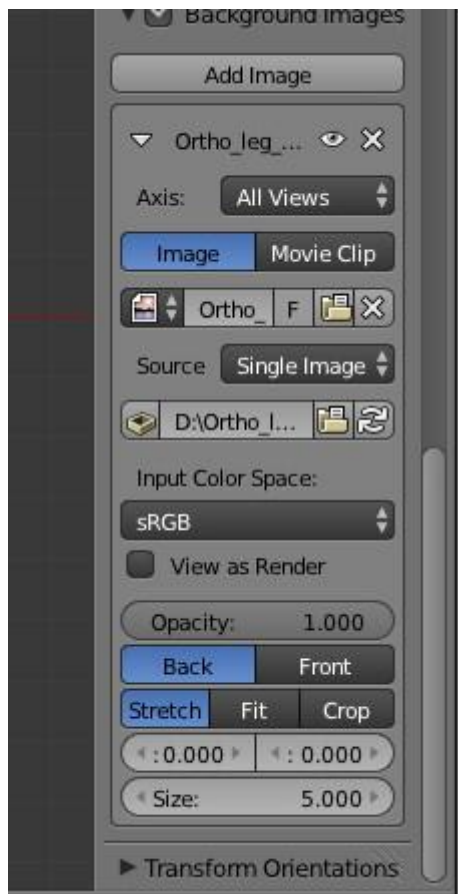 Background Images
Add Image
Ortho_leg_...
Axis: All Views
Image Movie Clip
Ortho_ F
Source Single Image
D:\Ortho_l...
Input Color Space:
sRGB
View as Render
Opacity: 1.000
Back Front
Stretch Fit Crop
: 0.000 : 0.000
Size: 5.000
Transform Orientations